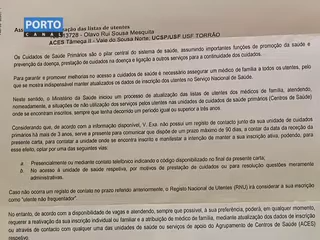 PORTO
CANAL
Assunto: Atualização das listas de utentes
113728 - Olavo Rui Sousa Mesquita
ACES Tâmega II - Vale do Sousa Norte: UCSP/USF USF TORRÃO
Os Cuidados de Saúde Primários são o pilar central do sistema de saúde, assumindo importantes funções de promoção da saúde e
prevenção da doença, prestação de cuidados na doença e ligação a outros serviços para a continuidade dos cuidados.
Para garantir e promover melhorias no acesso a cuidados de saúde é necessário assegurar um médico de família a todos os utentes, pelo
que se mostra indispensável manter atualizados os dados de inscrição dos utentes no Serviço Nacional de Saúde.
Neste sentido, o Ministério da Saúde iniciou um processo de atualização das listas de utentes dos médicos de família, atendendo,
nomeadamente, a situações de não utilização dos serviços pelos utentes nas unidades de cuidados de saúde primários (Centros de Saúde)
onde se encontram inscritos, sempre que tenha decorrido um período igual ou superior a três anos.
Considerando que, de acordo com a informação disponível, V. Exa. não possui um registo de contacto junto da sua unidade de cuidados
primários há mais de 3 anos, serve a presente para comunicar que dispõe de um prazo máximo de 90 dias, a contar da data da receção da
presente carta, para contatar a unidade onde se encontra inscrito e manifestar a intenção de manter a sua inscrição ativa, podendo, para
esse efeito, optar por uma das seguintes vias:
a. Presencialmente ou mediante contacto telefónico indicando o código disponibilizado no final da presente carta;
b. No acesso à unidade de saúde respetiva, por motivos de prestação de cuidados ou para resolução de questões meramente
administrativas.
Caso não ocorra um registo de contacto no prazo referido anteriormente, o Registo Nacional de Utentes (RNU) irá considerar a sua inscrição
como "utente não frequentador".
No entanto, de acordo com a disponibilidade de vagas e atendendo, sempre que possível, à sua preferência, poderá, em qualquer momento,
requerer a reativação da sua inscrição individual ou familiar e a atribuição de médico de família, mediante atualização dos dados de inscrição
ou através de contacto com qualquer uma das unidades de saúde ou serviços de apoio do Agrupamento de Centros de Saúde (ACES)
respetivo.